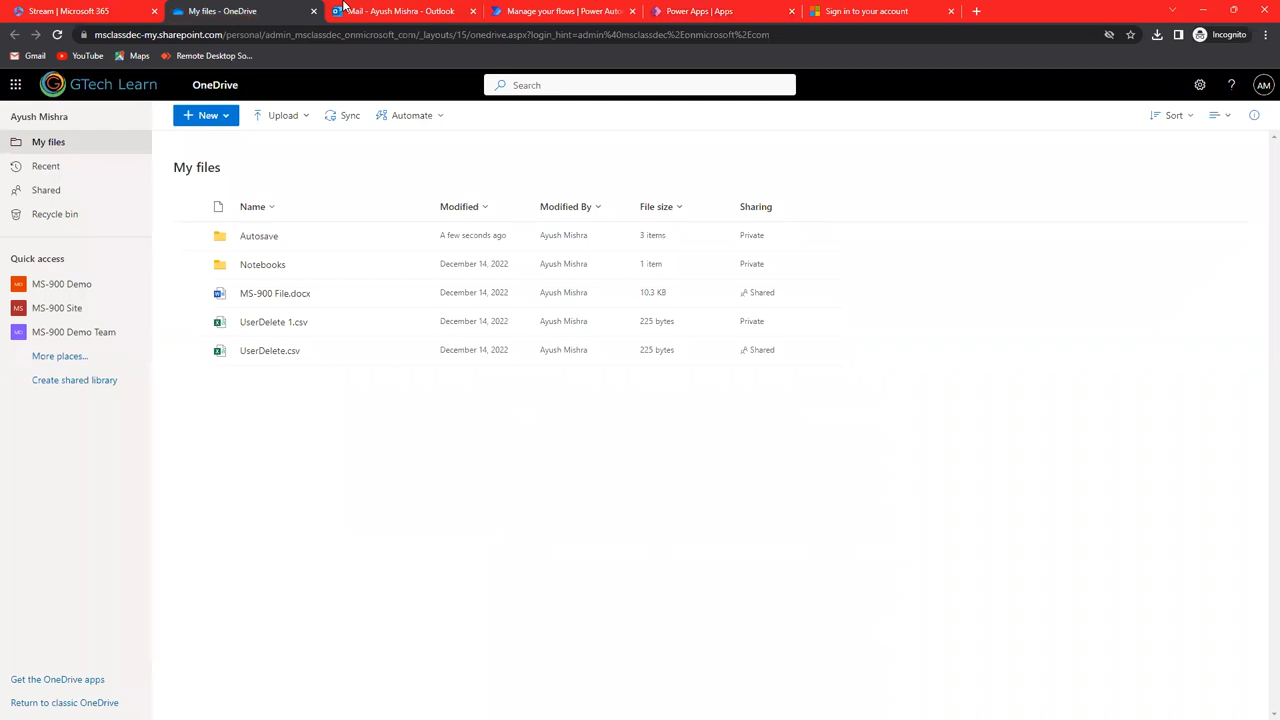 Stream | Microsoft 365
My files - OneDrive
Mail - Ayush Mishra - Outlook
Manage your flows | Power Auto
Power Apps | Apps
Sign in to your account
msclassdec-my.sharepoint.com/personal/admin_msclassdec_onmicrosoft_com/_layouts/15/onedrive.aspx?login_hint=admin%40msclassdec%2Eonmicrosoft%2Ecom
Incognito
Gmail
YouTube
Maps
Remote Desktop So...
GTech Learn
OneDrive
Search
AM
Ayush Mishra
New
Upload
Sync
Automate
Sort
My files
Recent
Shared
Recycle bin
Quick access
MD MS-900 Demo
MS MS-900 Site
MD MS-900 Demo Team
More places...
Create shared library
My files
Name Modified Modified By File size Sharing
Autosave A few seconds ago Ayush Mishra 3 items Private
Notebooks December 14, 2022 Ayush Mishra 1 item Private
MS-900 File.docx December 14, 2022 Ayush Mishra 10.3 KB Shared
UserDelete 1.csv December 14, 2022 Ayush Mishra 225 bytes Private
UserDelete.csv December 14, 2022 Ayush Mishra 225 bytes Shared
Get the OneDrive apps
Return to classic OneDrive